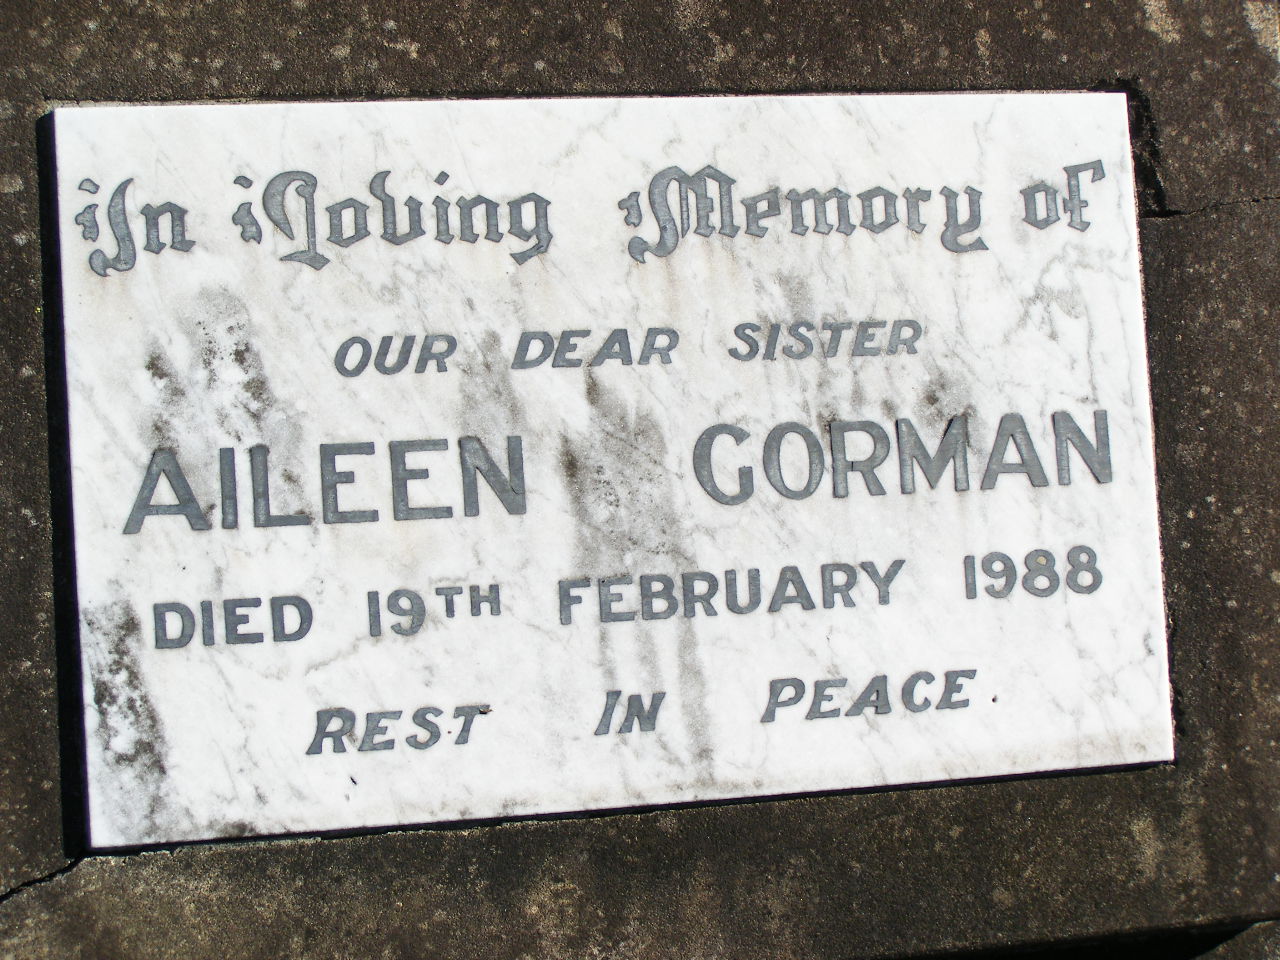 In Loving Memory of
OUR DEAR SISTER
AILEEN GORMAN
DIED 19TH FEBRUARY 1988
REST IN PEACE.